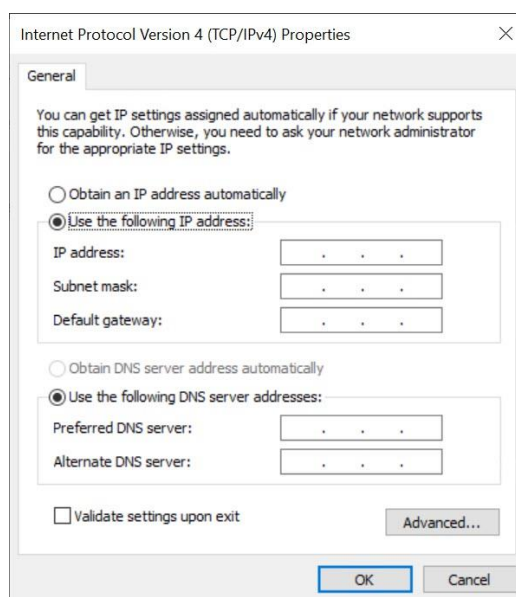 Internet Protocol Version 4 (TCP/IPv4) Properties
General
You can get IP settings assigned automatically if your network supports
this capability. Otherwise, you need to ask your network administrator
for the appropriate IP settings.
Obtain an IP address automatically
Use the following IP address:
IP address:
Subnet mask:
Default gateway:
Obtain DNS server address automatically
Use the following DNS server addresses:
Preferred DNS server:
Alternate DNS server:
Validate settings upon exit
Advanced...
OK
Cancel